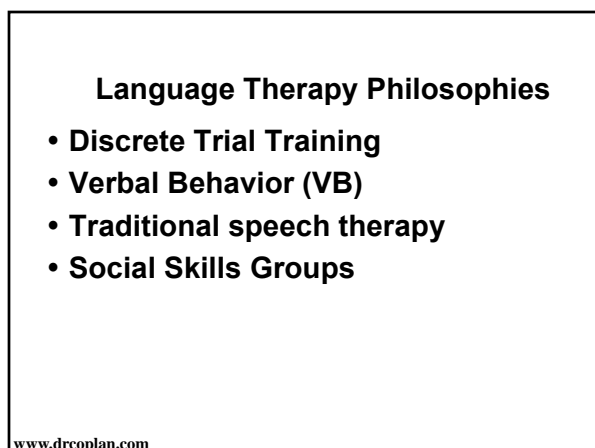 Language Therapy Philosophies
• Discrete Trial Training
• Verbal Behavior (VB)
• Traditional speech therapy
• Social Skills Groups
www.drcoplan.com